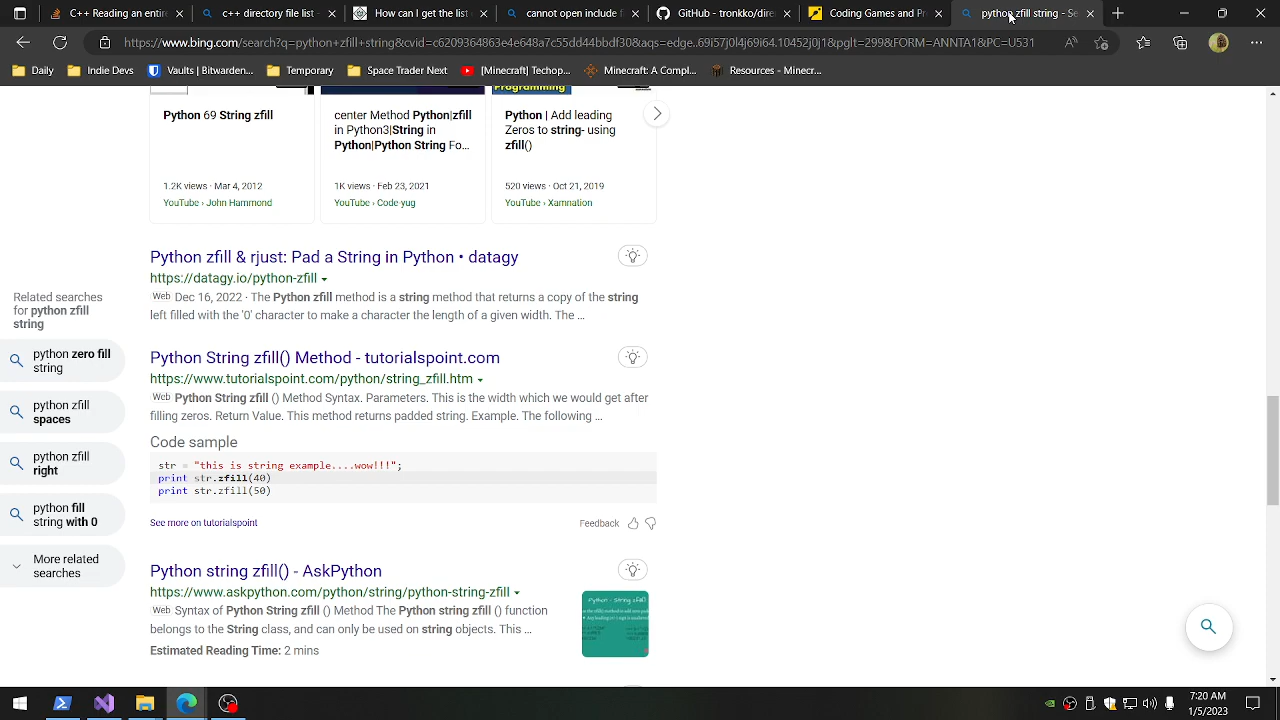 C++ - Reading an entire
c++ directory list - Sea
How can I get the list o
cannot open include fi
GitHub - tronkko/dire
Coding Games and Pr
python zfill string - Sea
https://www.bing.com/search?q=python+zfill+string&cvid=c6209364863e4e648a7c55dd44bbdf308&aqs=edge..69i57j0l4j69i64.10452j0j18&pglt=2998&FORM=ANNTA1&PC=U531
Daily
Indie Devs
Vaults | Bitwarden...
Temporary
Space Trader Next
[Minecraft] Techop...
Minecraft: A Compl...
Resources – Minecr...
Programming
Python 69 String zfill
1.2K views · Mar 4, 2012
YouTube › John Hammond
center Method Python|zfill
in Python3|String in
Python|Python String Fo...
1K views · Feb 23, 2021
YouTube › Code yug
Python | Add leading
Zeros to string- using
zfill()
520 views · Oct 21, 2019
YouTube › Xamnation
Related searches
for python zfill
string
python zero fill
string
python zfill
spaces
python zfill
right
python fill
string with 0
More related
searches
Python zfill & rjust: Pad a String in Python • datagy
https://datagy.io/python-zfill
Web Dec 16, 2022 · The Python zfill method is a string method that returns a copy of the string
left filled with the '0' character to make a character the length of a given width. The ...
Python String zfill() Method - tutorialspoint.com
https://www.tutorialspoint.com/python/string_zfill.htm
Web Python String zfill () Method Syntax. Parameters. This is the width which we would get after
filling zeros. Return Value. This method returns padded string. Example. The following ...
Code sample
str = "this is string example....wow!!!";
print str.zfill(40)
print str.zfill(50)
See more on tutorialspoint
Feedback
Python string zfill() - AskPython
https://www.askpython.com/python/string/python-string-zfill
Web Syntax of Python String zfill () Method The Python string zfill () function
belongs to the String class, and can only be used on string objects. This ...
Estimated Reading Time: 2 mins
Python - String zfill()
7:20 AM
1/5/2023